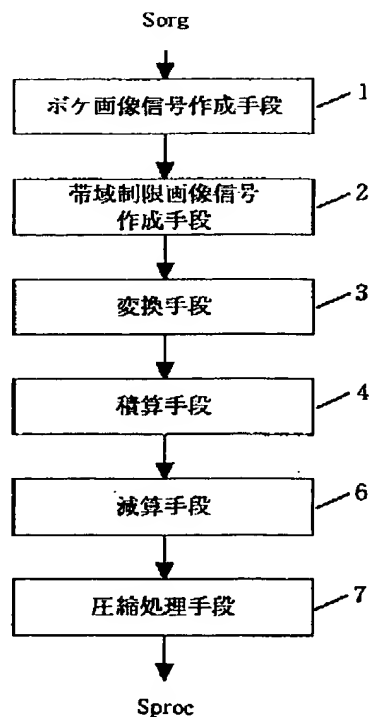 Sorg
ボケ画像信号作成手段
1
帯域制限画像信号
作成手段
2
変換手段
3
積算手段
4
減算手段
6
圧縮処理手段
7
Sproc